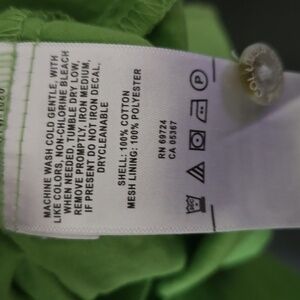 MACHINE WASH COLD GENTLE, WITH
LIKE COLORS, NON-CHLORINE BLEACH
WHEN NEEDED, TUMBLE DRY LOW,
REMOVE PROMPTLY, IRON MEDIUM,
IF PRESENT DO NOT IRON DECAL,
DRYCLEANABLE
SHELL: 100% COTTON
MESH LINING: 100% POLYESTER
RN 69724
CA 05367
P